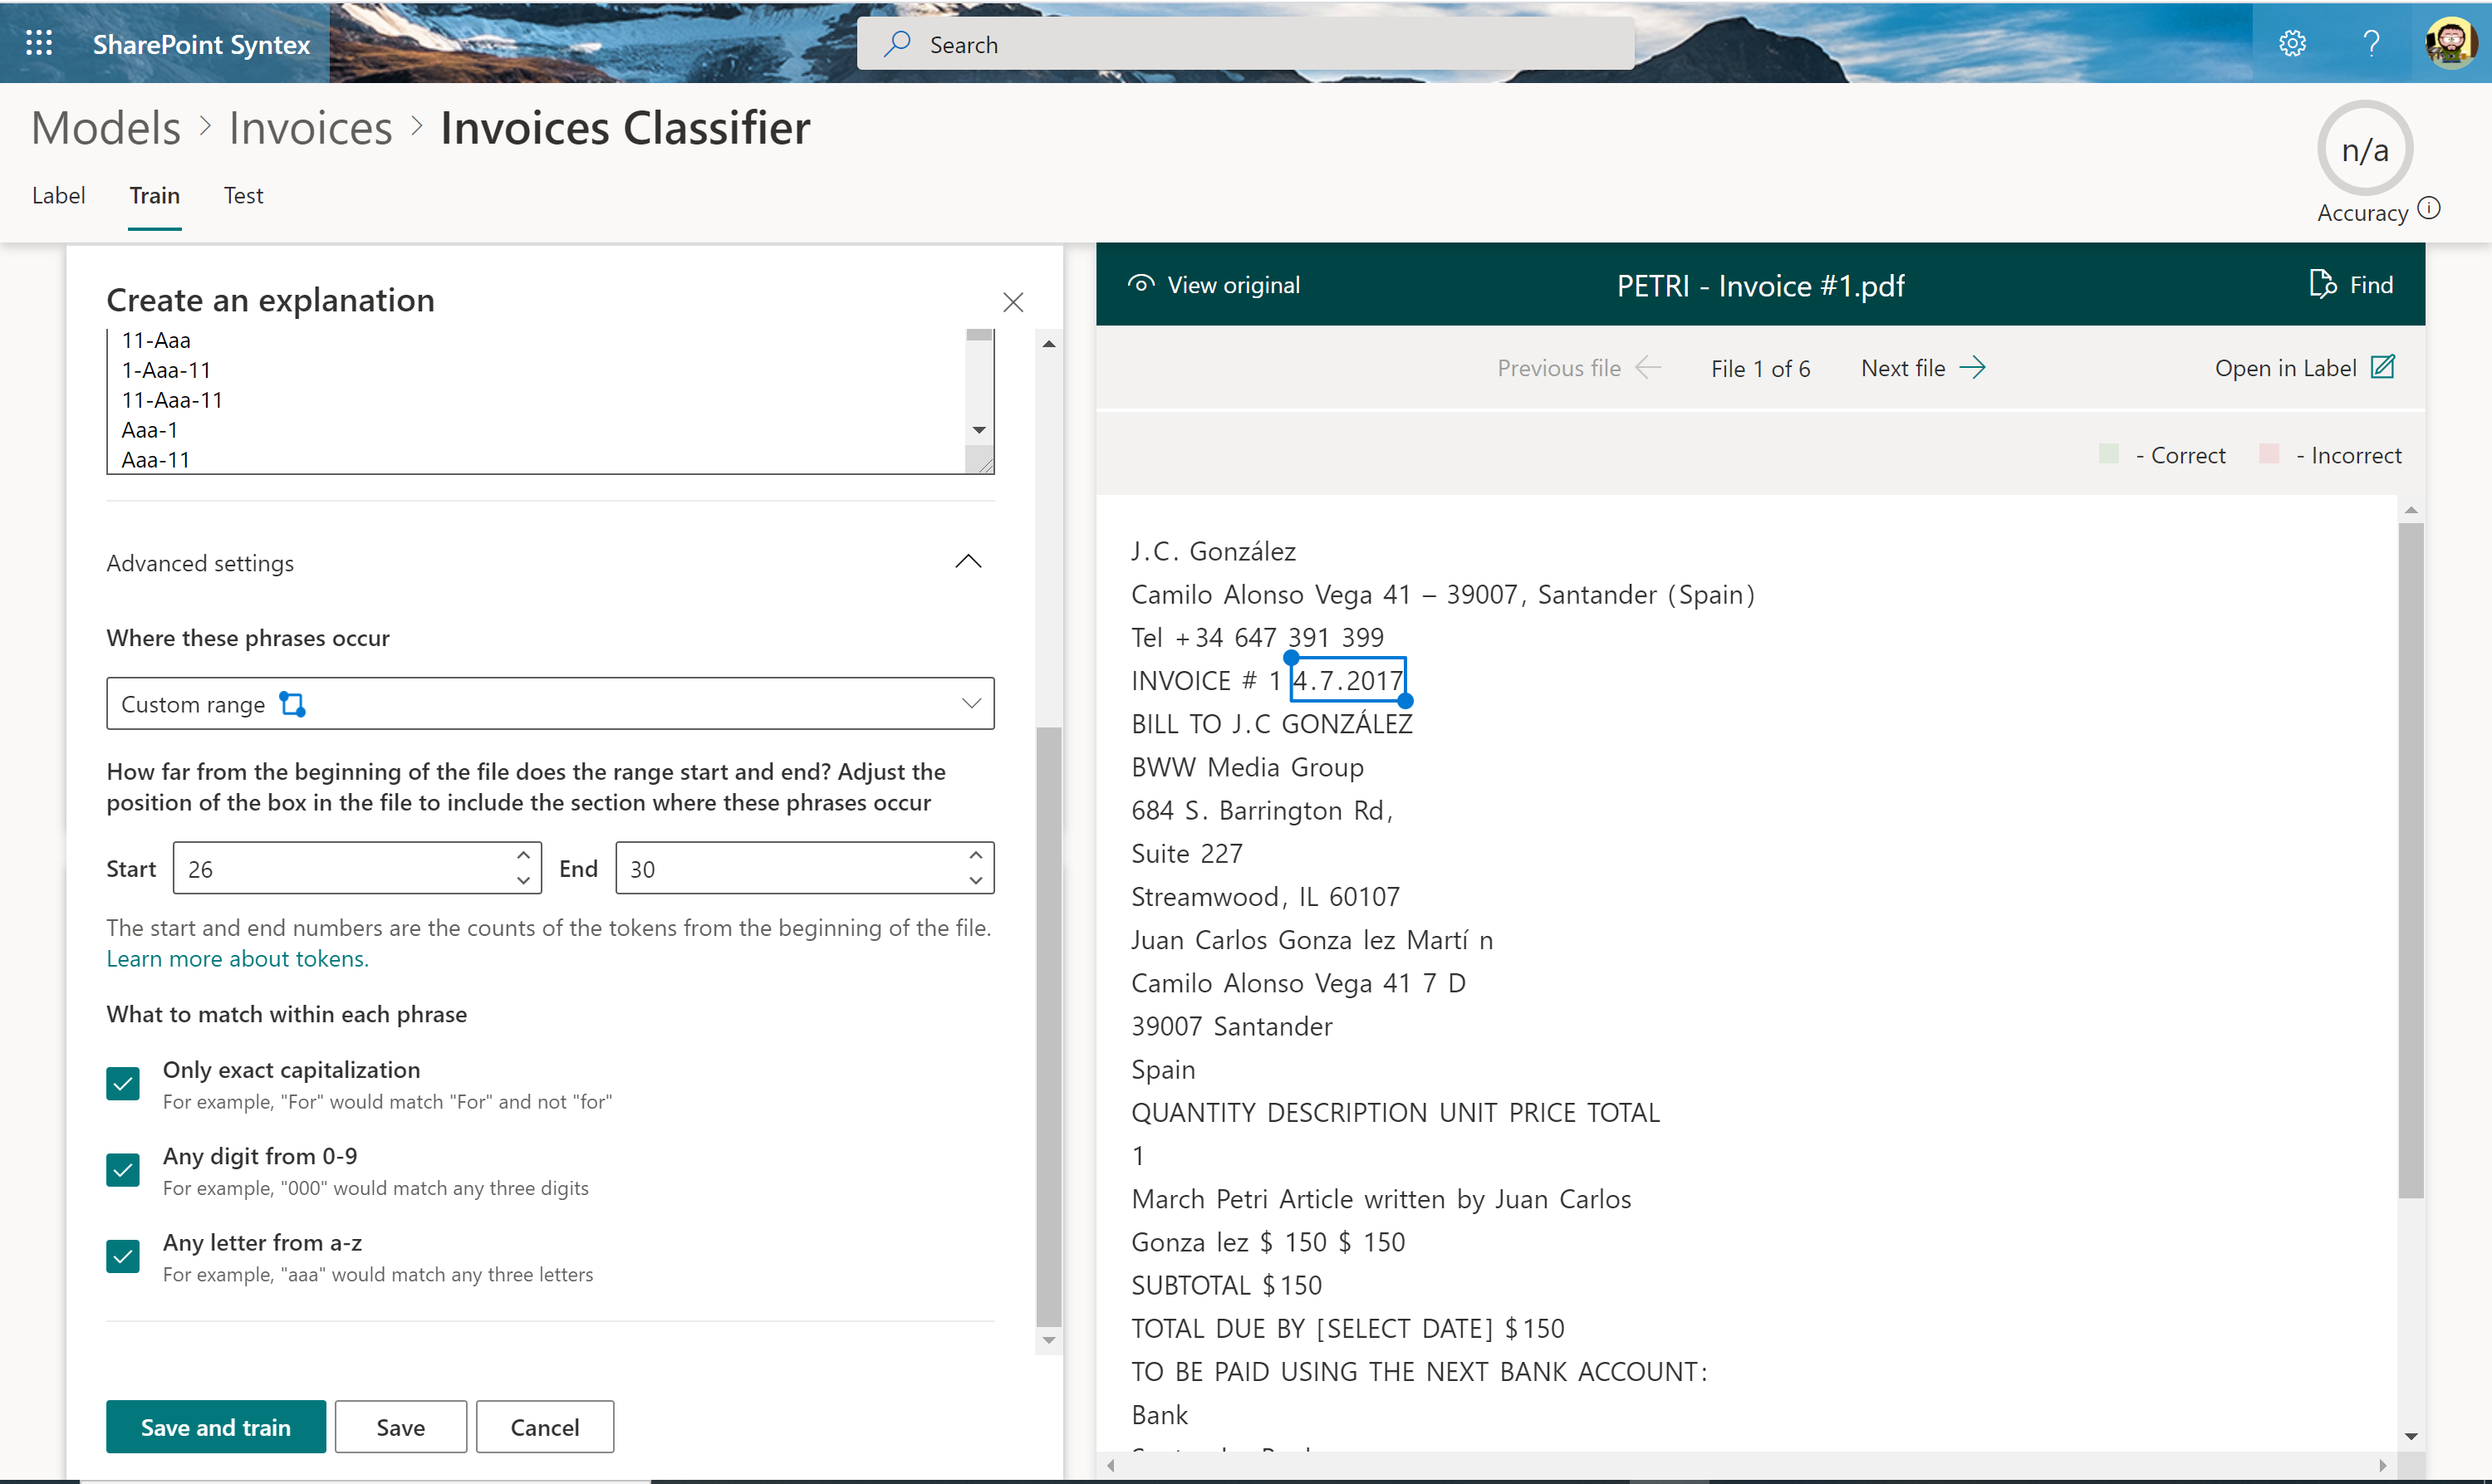 SharePoint Syntex
Search
Models > Invoices > Invoices Classifier
n/a
Label Train Test
Accuracy
Create an explanation
11-Aaa
1-Aaa-11
11-Aaa-11
Aaa-1
Aaa-11
Advanced settings
Where these phrases occur
Custom range
How far from the beginning of the file does the range start and end? Adjust the
position of the box in the file to include the section where these phrases occur
Start 26 End 30
The start and end numbers are the counts of the tokens from the beginning of the file.
Learn more about tokens.
What to match within each phrase
Only exact capitalization
For example, "For" would match "For" and not "for"
Any digit from 0-9
For example, "000" would match any three digits
Any letter from a-z
For example, "aaa" would match any three letters
Save and train Save Cancel
View original PETRI - Invoice #1.pdf Find
Previous file File 1 of 6 Next file Open in Label
- Correct - Incorrect
J.C. González
Camilo Alonso Vega 41 – 39007, Santander (Spain)
Tel +34 647 391 399
INVOICE # 1 4.7.2017
BILL TO J.C GONZÁLEZ
BWW Media Group
684 S. Barrington Rd,
Suite 227
Streamwood, IL 60107
Juan Carlos Gonza lez Martí n
Camilo Alonso Vega 41 7 D
39007 Santander
Spain
QUANTITY DESCRIPTION UNIT PRICE TOTAL
1
March Petri Article written by Juan Carlos
Gonza lez $ 150 $ 150
SUBTOTAL $150
TOTAL DUE BY [SELECT DATE] $150
TO BE PAID USING THE NEXT BANK ACCOUNT:
Bank